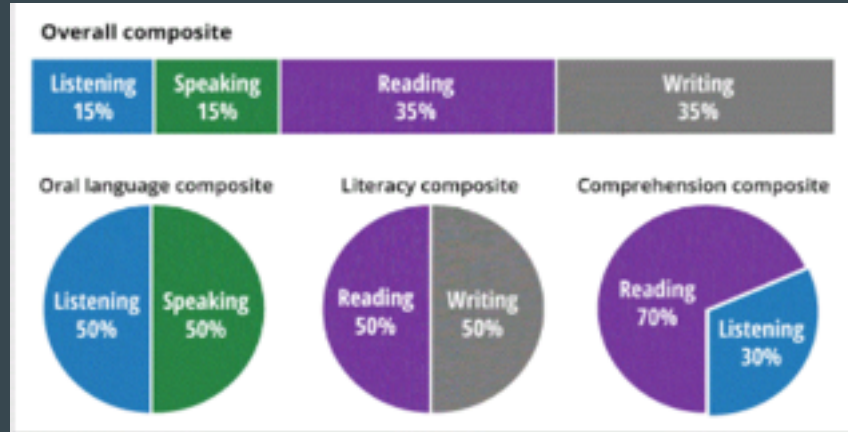 Overall composite
Listening
15%
Speaking
15%
Reading
35%
Writing
35%
Oral language composite
Listening
50%
Speaking
50%
Literacy composite
Reading
50%
Writing
50%
Comprehension composite
Reading
70%
Listening
30%